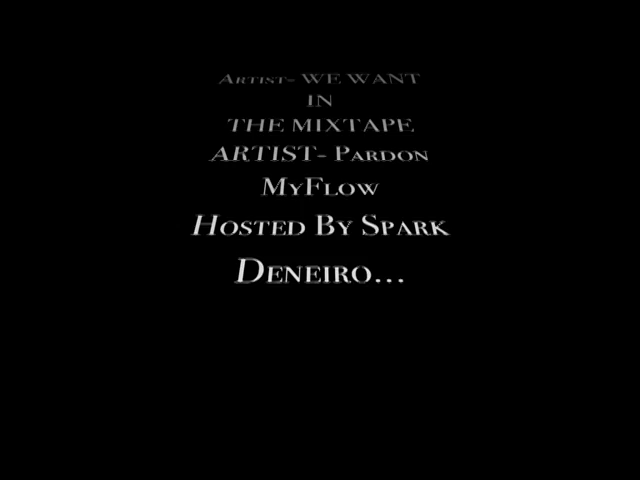 Artist- WE WANT
IN
THE MIXTAPE
ARTIST- Pardon
MyFlow
Hosted By Spark
Deneiro...